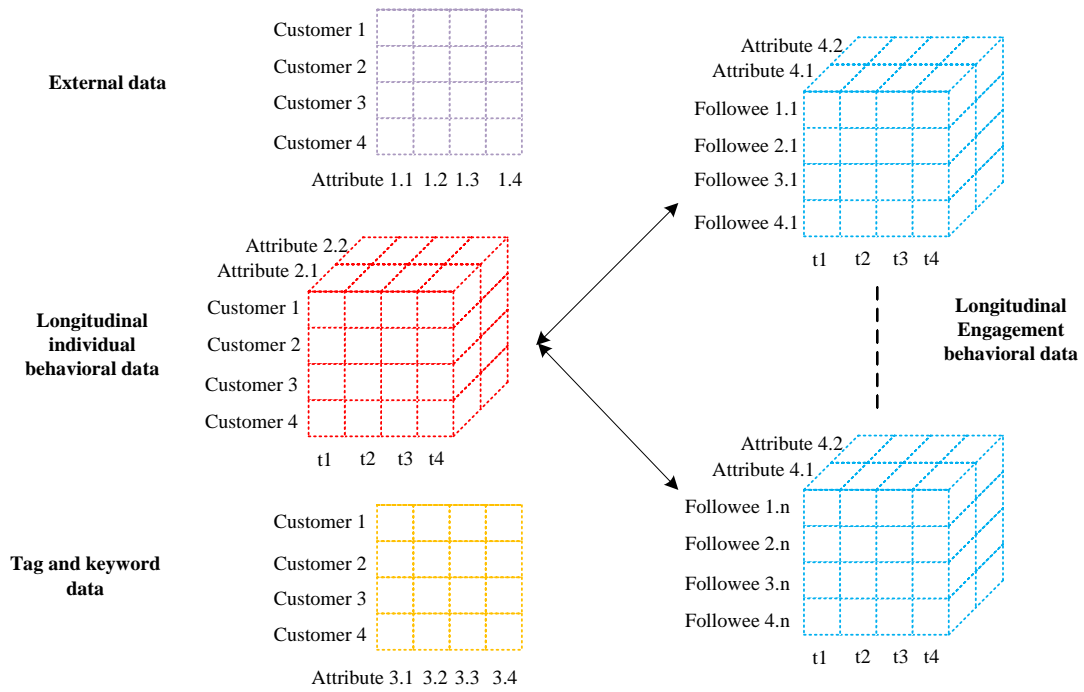 External data
Customer 1
Customer 2
Customer 3
Customer 4
Attribute 1.1 1.2 1.3 1.4
Longitudinal
individual
behavioral data
Attribute 2.2
Attribute 2.1
Customer 1
Customer 2
Customer 3
Customer 4
t1 t2 t3 t4
Tag and keyword
data
Customer 1
Customer 2
Customer 3
Customer 4
Attribute 3.1 3.2 3.3 3.4
Attribute 4.2
Attribute 4.1
Followee 1.1
Followee 2.1
Followee 3.1
Followee 4.1
t1 t2 t3 t4
Longitudinal
Engagement
behavioral data
Attribute 4.2
Attribute 4.1
Followee 1.n
Followee 2.n
Followee 3.n
Followee 4.n
t1 t2 t3 t4